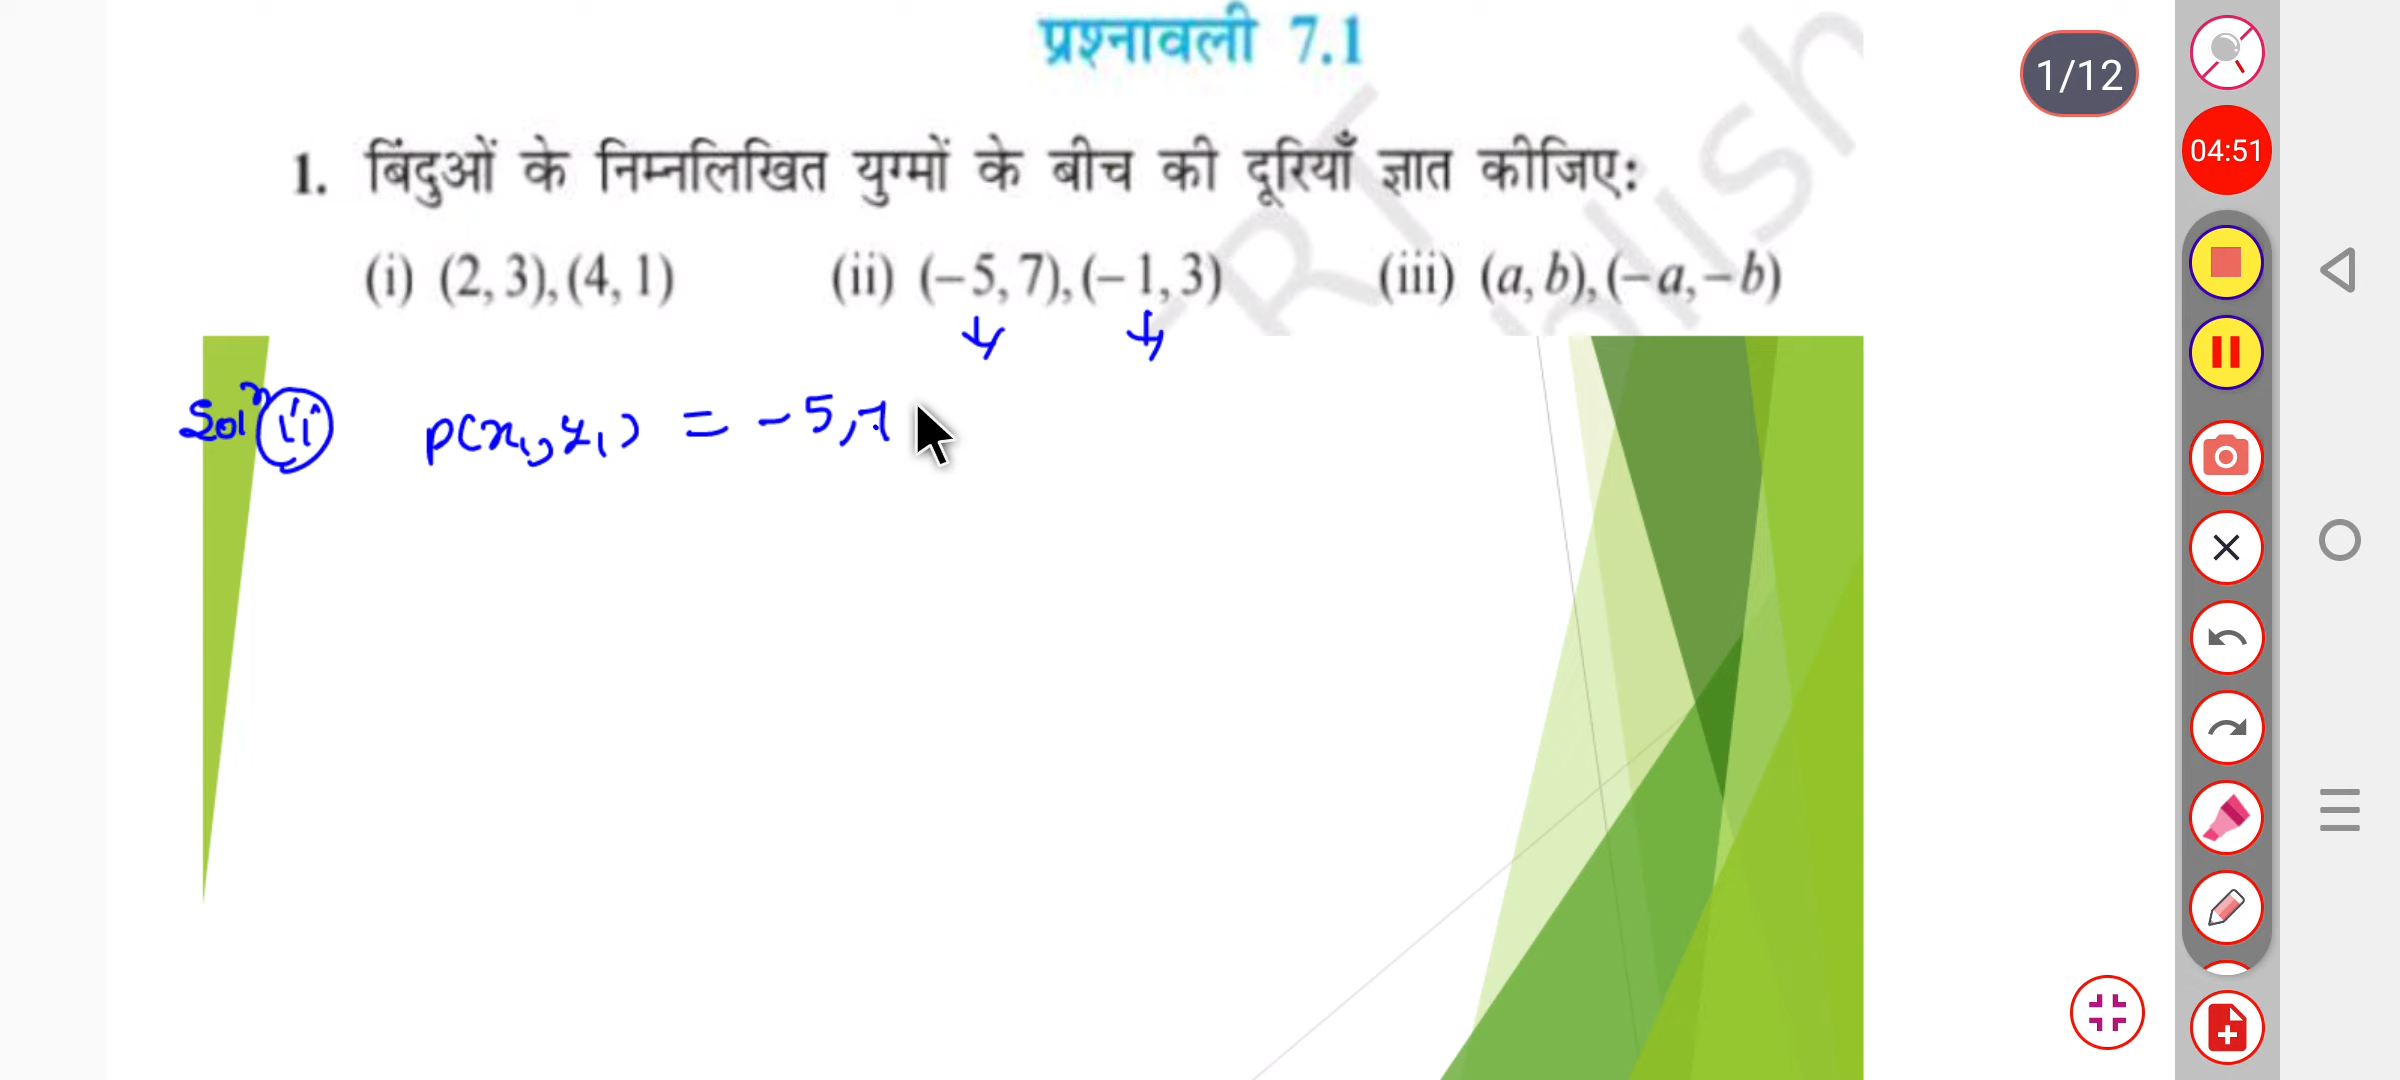 प्रश्नावली 7.1
1/12
1. बिंदुओं के निम्नलिखित युग्मों के बीच की दूरियाँ ज्ञात कीजिए:
04:51
(i) (2, 3), (4, 1) (ii) (– 5, 7), (– 1, 3) (iii) (a, b), (– a, – b)
Solⁿ (ii) P(x₁, y₁) = -5, 7